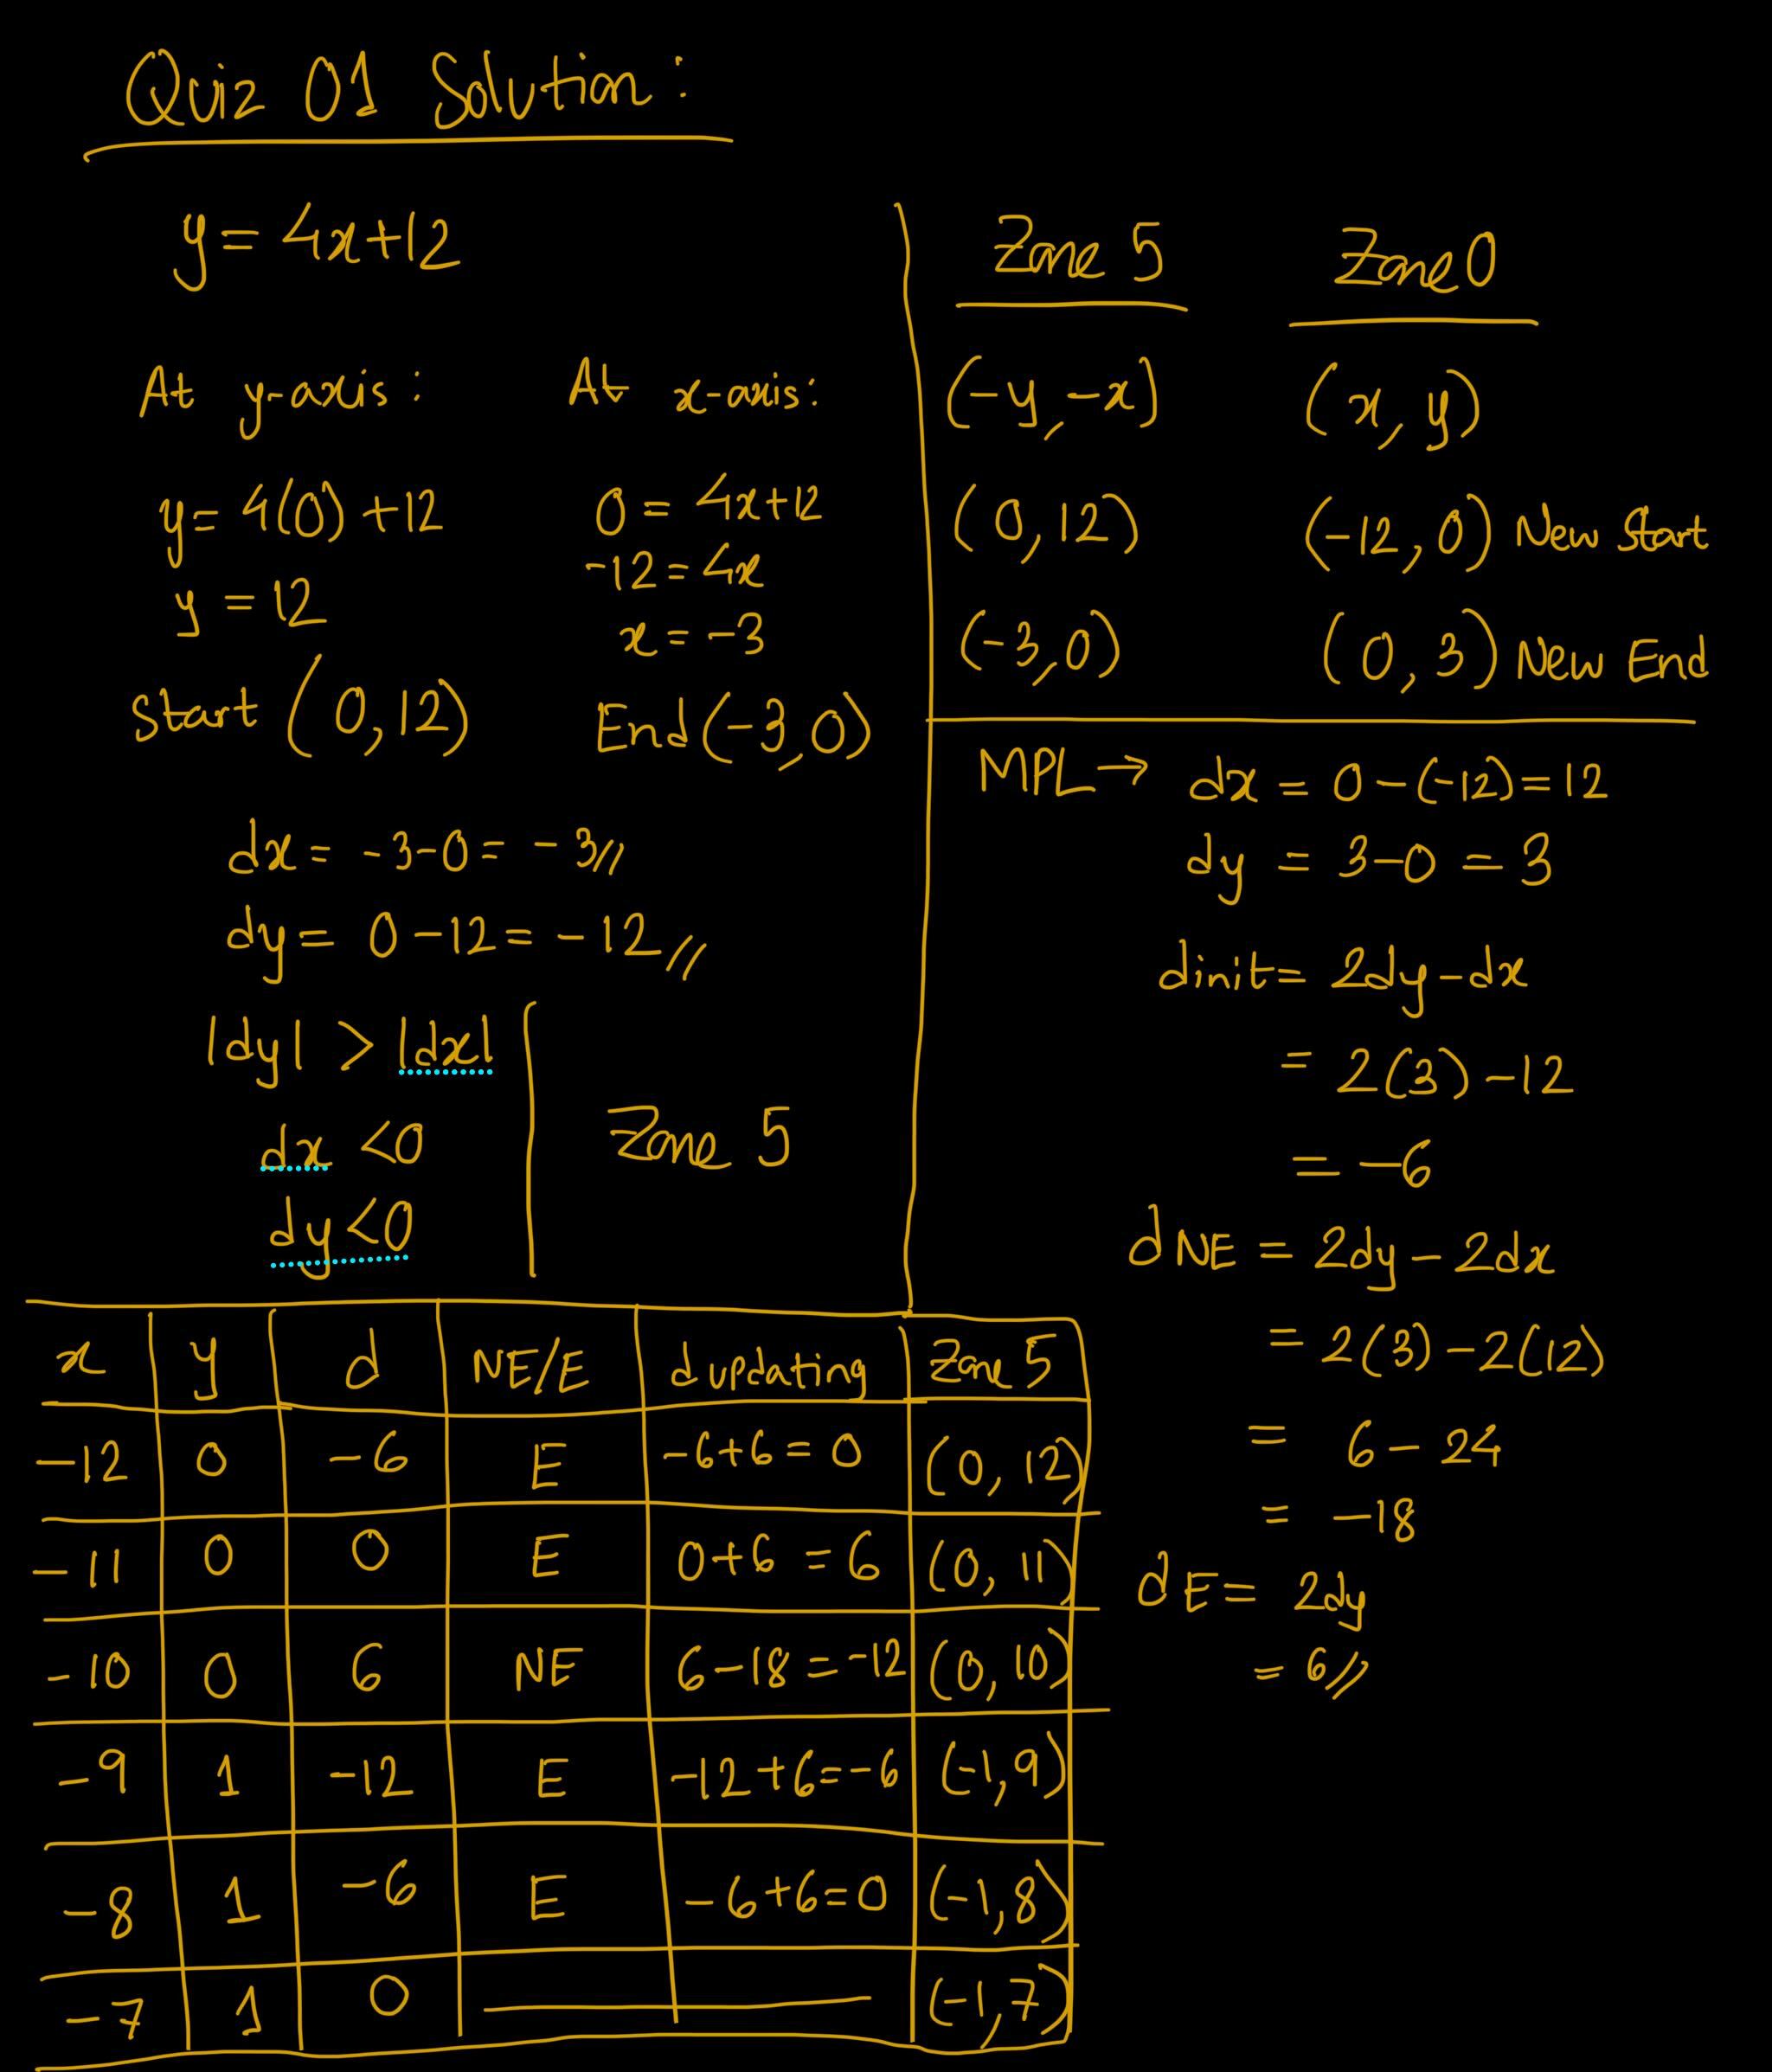 Quiz 01 Solution:
y = 4x+12
At y-axis:
y= 4(0) +12
y = 12
Start (0,12)
At x-axis:
0 = 4x+12
-12 = 4x
x = -3
End (-3,0)
dx = -3-0 = -3//
dy = 0-12 = -12//
|dy| > |dx|
dx <0
dy <0
Zone 5
Zone 5 Zone 0
(-y, -x) (x, y)
(0,12) (-12, 0) New Start
(-3,0) (0, 3) New End
MPL → dx = 0-(-12)=12
dy = 3-0 = 3
dinit = 2dy-dx
= 2(3)-12
= -6
dNE = 2dy - 2dx
= 2(3) -2(12)
= 6-24
= -18
dE = 2dy
= 6//
x y d NE/E d updating Zone 5
-12 0 -6 E -6+6 = 0 (0, 12)
-11 0 0 E 0+6 = 6 (0, 11)
-10 0 6 NE 6-18 = -12 (0, 10)
-9 1 -12 E -12+6=-6 (-1,9)
-8 1 -6 E -6+6=0 (-1,8)
-7 1 0 (-1,7)